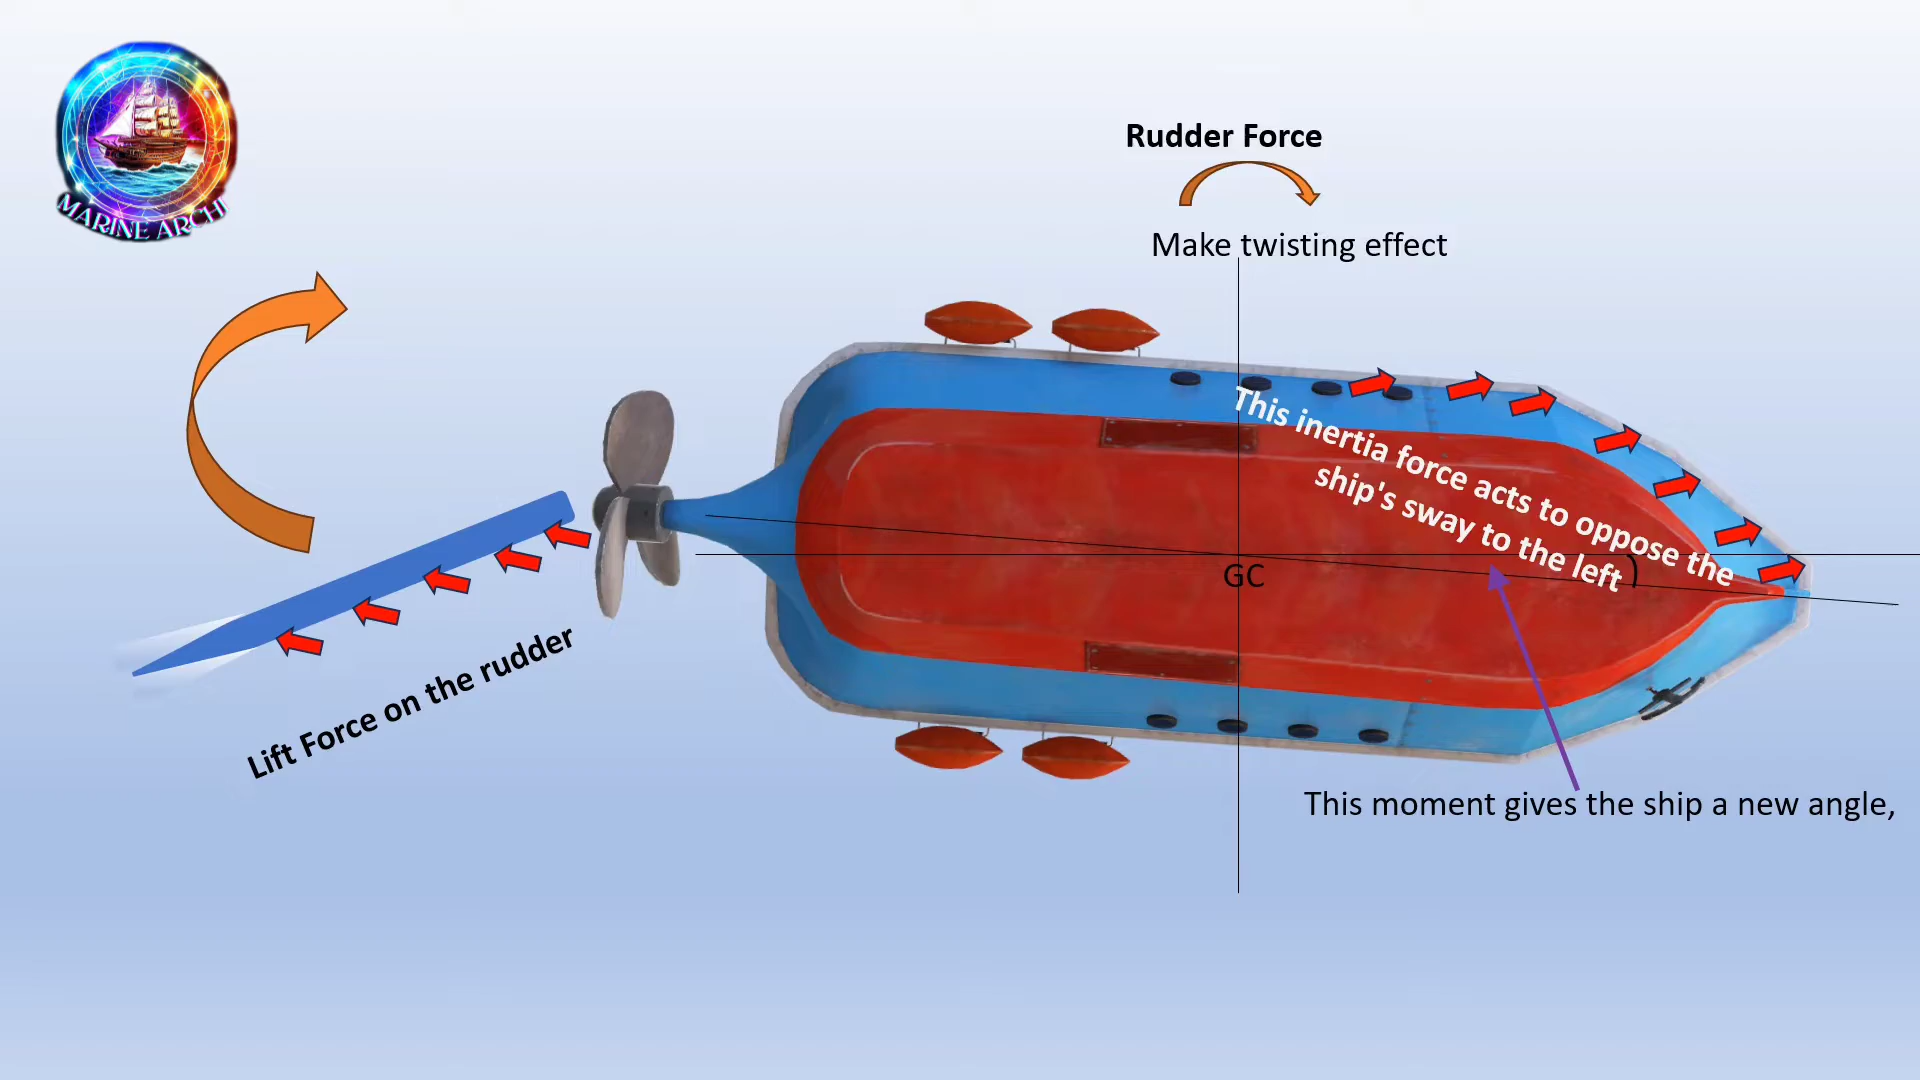 MARINE ARCHI
Rudder Force
Make twisting effect
This inertia force acts to oppose the
ship's sway to the left
GC
Lift Force on the rudder
This moment gives the ship a new angle,